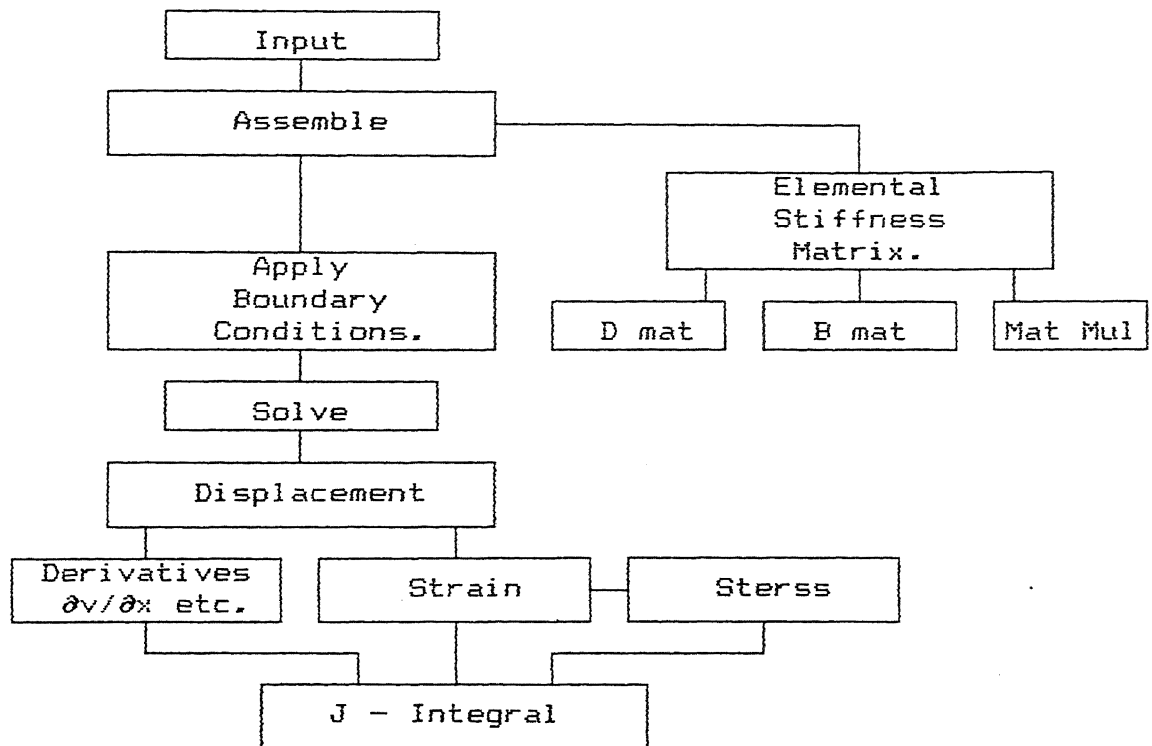 Input
Assemble
Elemental
Stiffness
Matrix.
Apply
Boundary
Conditions.
D mat
B mat
Mat Mul
Solve
Displacement
Derivatives
∂v/∂x etc.
Strain
Sterss
J - Integral